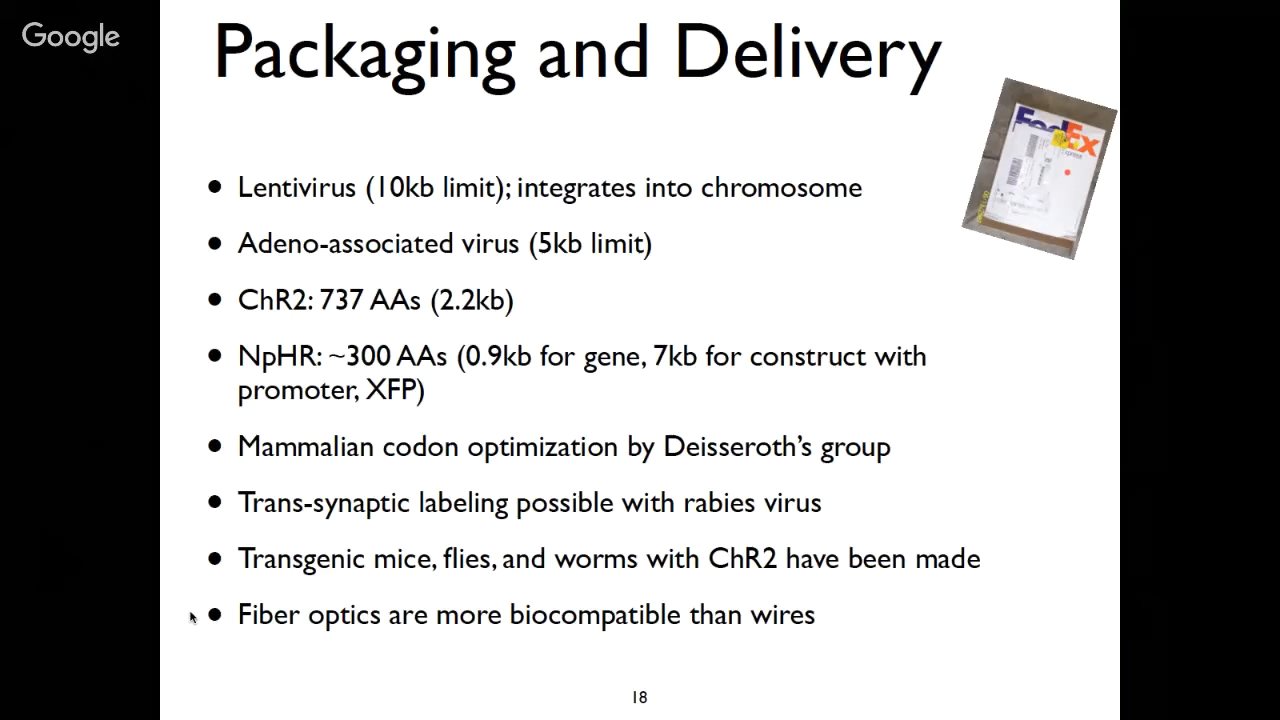 Google
Packaging and Delivery
FedEx
• Lentivirus (10kb limit); integrates into chromosome
• Adeno-associated virus (5kb limit)
• ChR2: 737 AAs (2.2kb)
• NpHR: ~300 AAs (0.9kb for gene, 7kb for construct with
promoter, XFP)
• Mammalian codon optimization by Deisseroth’s group
• Trans-synaptic labeling possible with rabies virus
• Transgenic mice, flies, and worms with ChR2 have been made
• Fiber optics are more biocompatible than wires
18